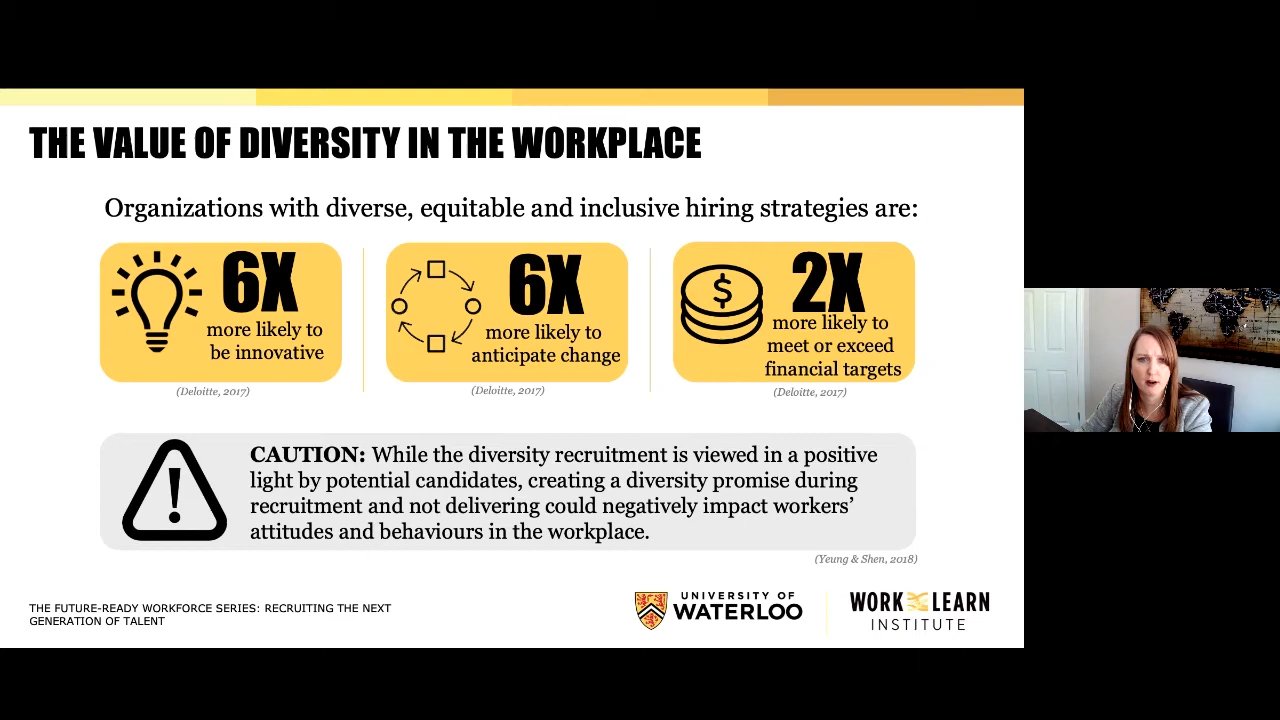 THE VALUE OF DIVERSITY IN THE WORKPLACE
Organizations with diverse, equitable and inclusive hiring strategies are:
6X
more likely to
be innovative
(Deloitte, 2017)
6X
more likely to
anticipate change
(Deloitte, 2017)
$
2X
more likely to
meet or exceed
financial targets
(Deloitte, 2017)
!
CAUTION: While the diversity recruitment is viewed in a positive
light by potential candidates, creating a diversity promise during
recruitment and not delivering could negatively impact workers’
attitudes and behaviours in the workplace.
(Yeung & Shen, 2018)
THE FUTURE-READY WORKFORCE SERIES: RECRUITING THE NEXT
GENERATION OF TALENT
UNIVERSITY OF
WATERLOO
WORK LEARN
INSTITUTE